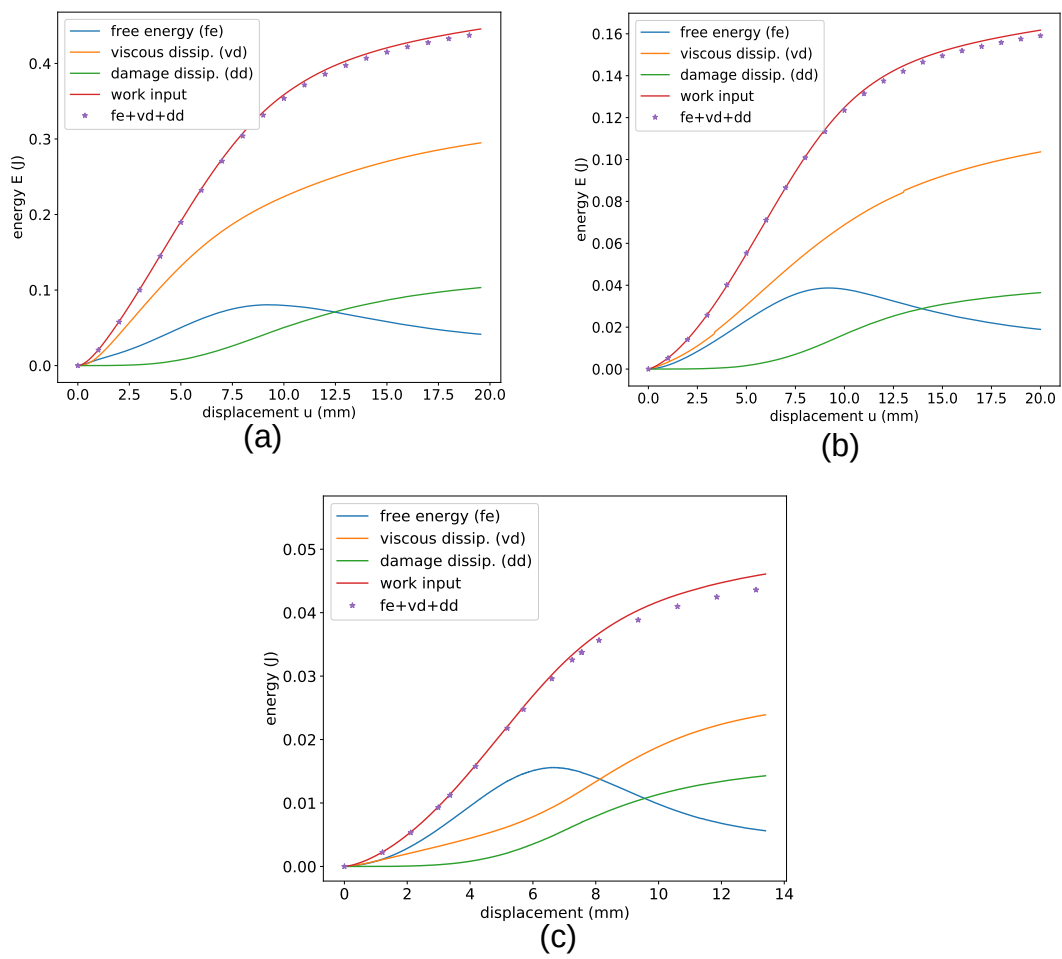 free energy (fe)
viscous dissip. (vd)
damage dissip. (dd)
work input
fe+vd+dd
energy E (J)
0.4
0.3
0.2
0.1
0.0
0.0 2.5 5.0 7.5 10.0 12.5 15.0 17.5 20.0
displacement u (mm)
(a)
free energy (fe)
viscous dissip. (vd)
damage dissip. (dd)
work input
fe+vd+dd
energy E (J)
0.16
0.14
0.12
0.10
0.08
0.06
0.04
0.02
0.00
0.0 2.5 5.0 7.5 10.0 12.5 15.0 17.5 20.0
displacement u (mm)
(b)
free energy (fe)
viscous dissip. (vd)
damage dissip. (dd)
work input
fe+vd+dd
energy (J)
0.05
0.04
0.03
0.02
0.01
0.00
0 2 4 6 8 10 12 14
displacement (mm)
(c)